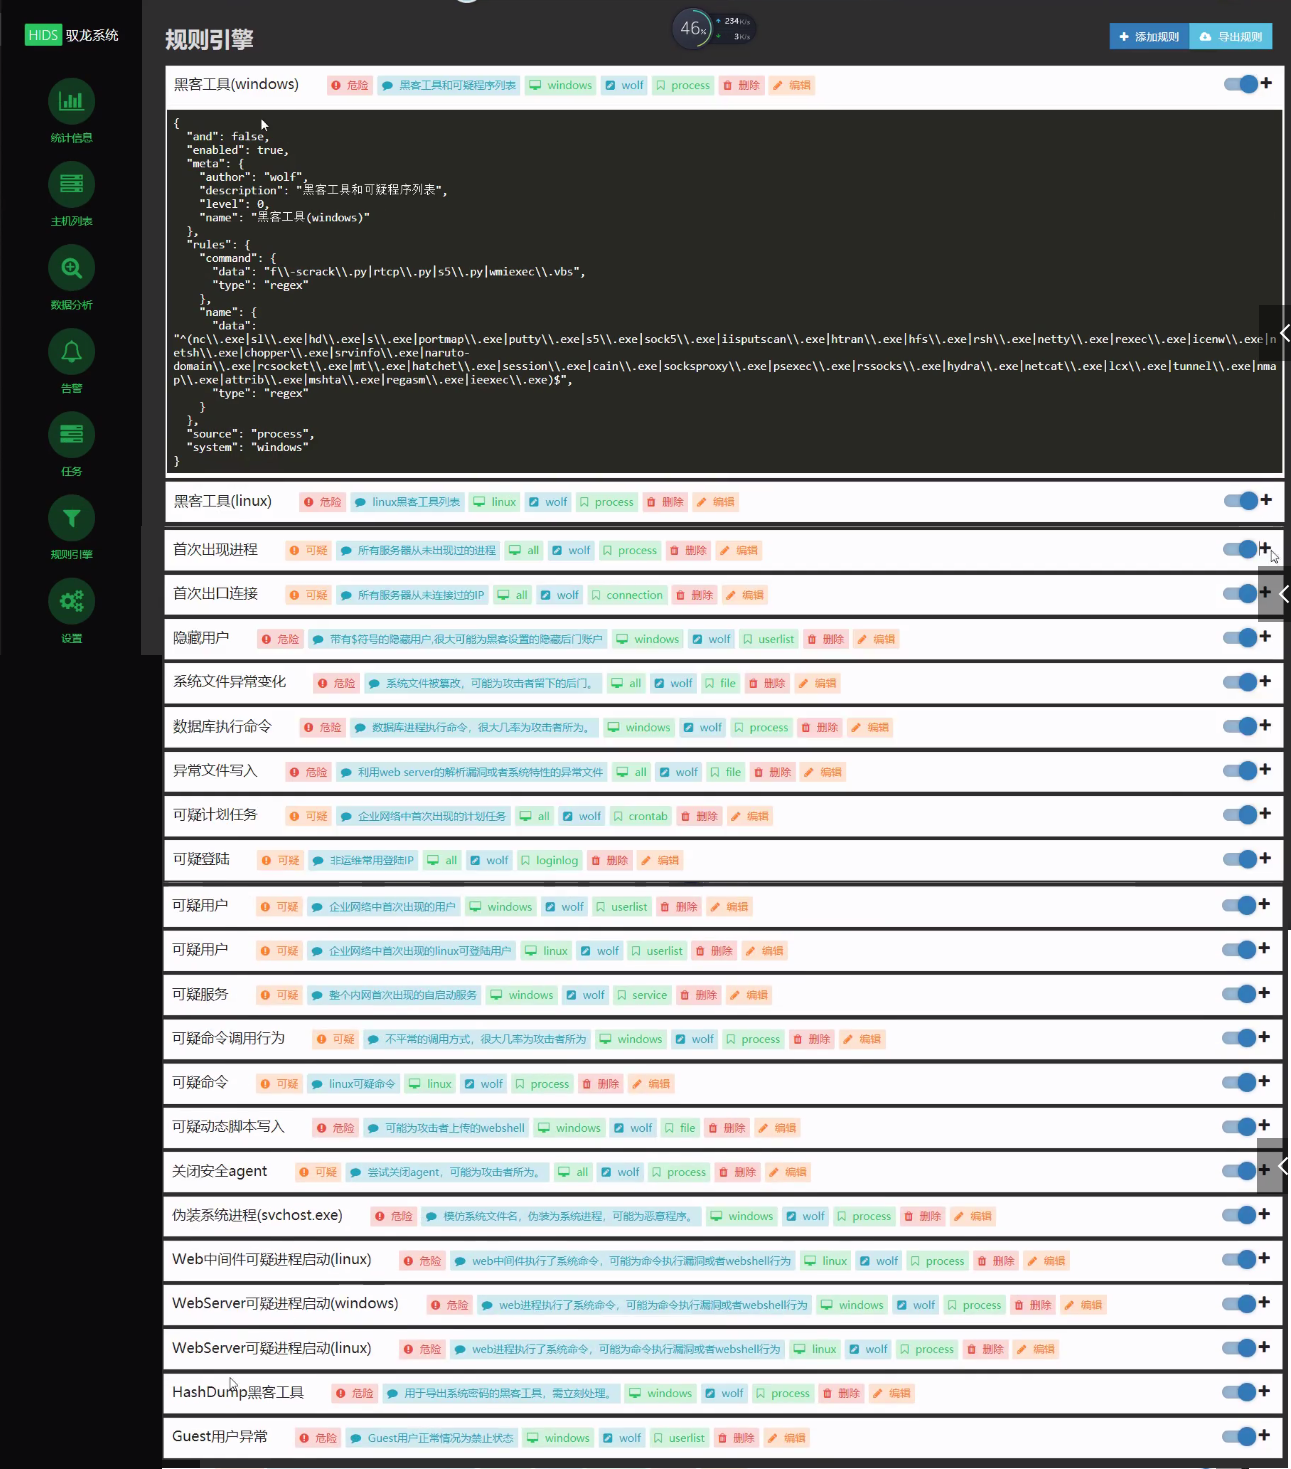 HIDS 驭龙系统
统计信息
主机列表
数据分析
告警
任务
规则引擎
设置
规则引擎
46%
234K/s
3K/s
添加规则 导出规则
黑客工具(windows) 危险 黑客工具和可疑程序列表 windows wolf process 删除 编辑
{
"and": false,
"enabled": true,
"meta": {
"author": "wolf",
"description": "黑客工具和可疑程序列表",
"level": 0,
"name": "黑客工具(windows)"
},
"rules": {
"command": {
"data": "f\\-scrack\\.py|rtcp\\.py|s5\\.py|wmiexec\\.vbs",
"type": "regex"
},
"name": {
"data":
"^(nc\\.exe|sl\\.exe|hd\\.exe|s\\.exe|portmap\\.exe|putty\\.exe|s5\\.exe|sock5\\.exe|iisputscan\\.exe|htran\\.exe|hfs\\.exe|rsh\\.exe|netty\\.exe|rexec\\.exe|icenw\\.exe|n
etsh\\.exe|chopper\\.exe|srvinfo\\.exe|naruto-
domain\\.exe|rcsocket\\.exe|mt\\.exe|hatchet\\.exe|session\\.exe|cain\\.exe|socksproxy\\.exe|psexec\\.exe|rssocks\\.exe|hydra\\.exe|netcat\\.exe|lcx\\.exe|tunnel\\.exe|nma
p\\.exe|attrib\\.exe|mshta\\.exe|regasm\\.exe|ieexec\\.exe)$",
"type": "regex"
}
},
"source": "process",
"system": "windows"
}
黑客工具(linux) 危险 linux黑客工具列表 linux wolf process 删除 编辑
首次出现进程 可疑 所有服务器从未出现过的进程 all wolf process 删除 编辑
首次出口连接 可疑 所有服务器从未连接过的IP all wolf connection 删除 编辑
隐藏用户 危险 带有$符号的隐藏用户,很大可能为黑客设置的隐藏后门账户 windows wolf userlist 删除 编辑
系统文件异常变化 危险 系统文件被篡改，可能为攻击者留下的后门。 all wolf file 删除 编辑
数据库执行命令 危险 数据库进程执行命令，很大几率为攻击者所为。 windows wolf process 删除 编辑
异常文件写入 危险 利用web server的解析漏洞或者系统特性的异常文件 all wolf file 删除 编辑
可疑计划任务 可疑 企业网络中首次出现的计划任务 all wolf crontab 删除 编辑
可疑登陆 可疑 非运维常用登陆IP all wolf loginlog 删除 编辑
可疑用户 可疑 企业网络中首次出现的用户 windows wolf userlist 删除 编辑
可疑用户 可疑 企业网络中首次出现的linux可登陆用户 linux wolf userlist 删除 编辑
可疑服务 可疑 整个内网首次出现的自启动服务 windows wolf service 删除 编辑
可疑命令调用行为 可疑 不平常的调用方式，很大几率为攻击者所为 windows wolf process 删除 编辑
可疑命令 可疑 linux可疑命令 linux wolf process 删除 编辑
可疑动态脚本写入 危险 可能为攻击者上传的webshell windows wolf file 删除 编辑
关闭安全agent 可疑 尝试关闭agent，可能为攻击者所为。 all wolf process 删除 编辑
伪装系统进程(svchost.exe) 危险 模仿系统文件名，伪装为系统进程，可能为恶意程序。 windows wolf process 删除 编辑
Web中间件可疑进程启动(linux) 危险 web中间件执行了系统命令，可能为命令执行漏洞或者webshell行为 linux wolf process 删除 编辑
WebServer可疑进程启动(windows) 危险 web进程执行了系统命令，可能为命令执行漏洞或者webshell行为 windows wolf process 删除 编辑
WebServer可疑进程启动(linux) 危险 web进程执行了系统命令，可能为命令执行漏洞或者webshell行为 linux wolf process 删除 编辑
HashDump黑客工具 危险 用于导出系统密码的黑客工具，需立刻处理。 windows wolf process 删除 编辑
Guest用户异常 危险 Guest用户正常情况为禁止状态 windows wolf userlist 删除 编辑